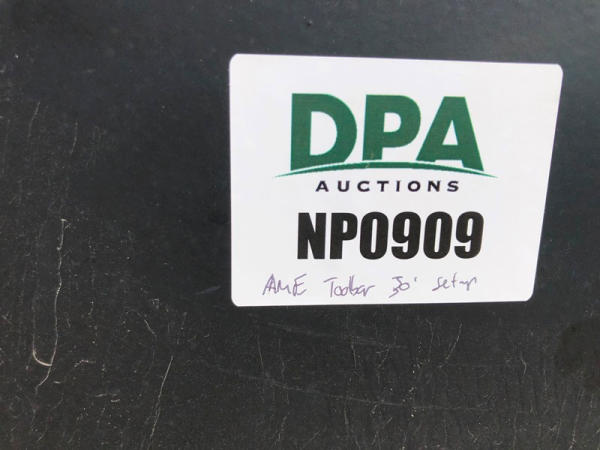 DPA
AUCTIONS
NP0909
AME Toolbar 30' setup